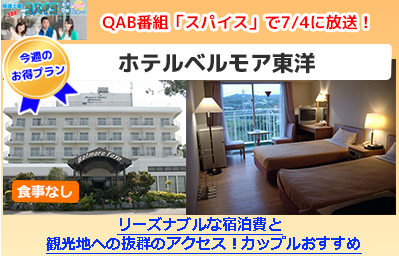 QAB番組「スパイス」で7/4に放送！
今週の
お得プラン
ホテルベルモア東洋
Belmore Toyo
食事なし
リーズナブルな宿泊費と
観光地への抜群のアクセス！カップルおすすめ